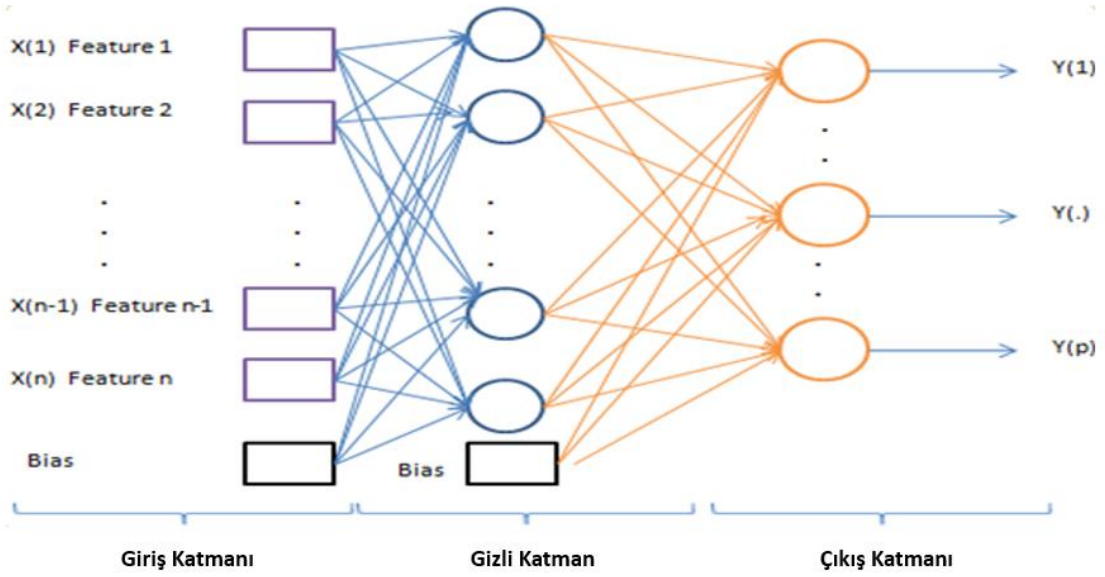 X(1) Feature 1
Y(1)
X(2) Feature 2
Y(.)
X(n-1) Feature n-1
Y(p)
X(n) Feature n
Bias
Bias
Giriş Katmanı
Gizli Katman
Çıkış Katmanı